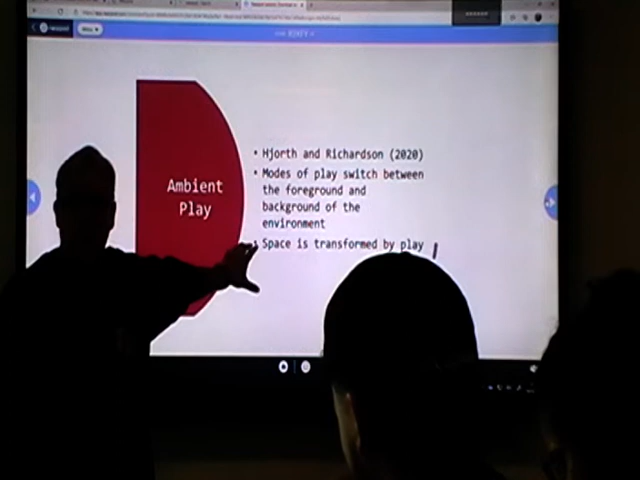 Ambient
Play
• Hjorth and Richardson (2020)
• Modes of play switch between
the foreground and
background of the
environment
• Space is transformed by play